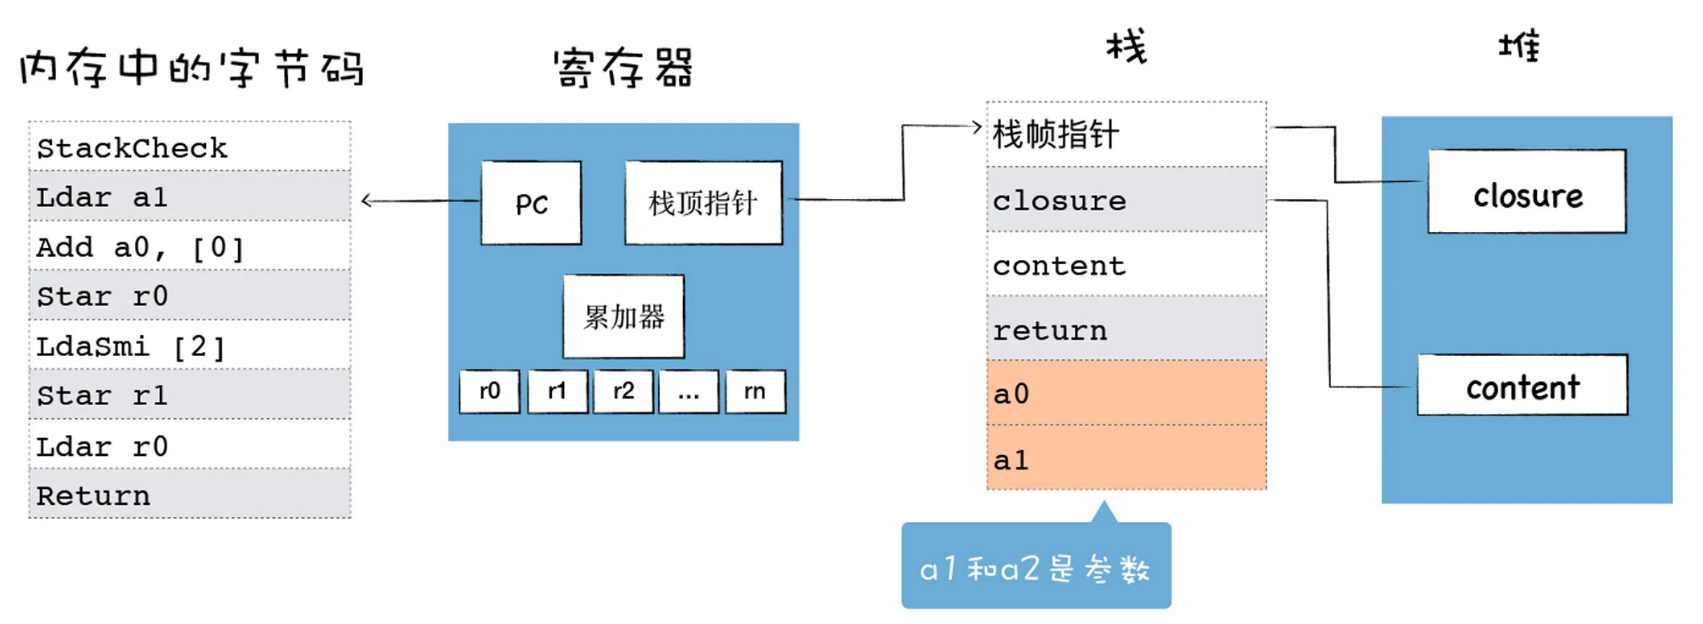 内存中的字节码
StackCheck
Ldar a1
Add a0, [0]
Star r0
LdaSmi [2]
Star r1
Ldar r0
Return
寄存器
PC
栈顶指针
累加器
r0
r1
r2
...
rn
栈
栈帧指针
closure
content
return
a0
a1
a1和a2是参数
堆
closure
content